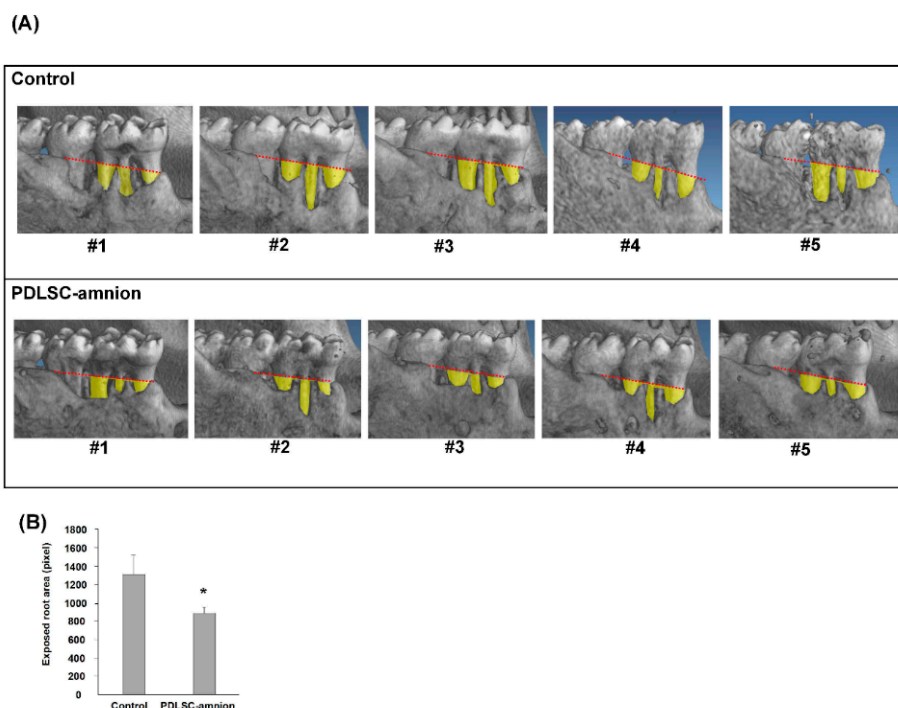 (A)
Control
#1 #2 #3 #4 #5
PDLSC-amnion
#1 #2 #3 #4 #5
(B)
Exposed root area (pixel)
1800
1600
1400
1200
1000
800
600
400
200
0
*
Control PDLSC-amnion